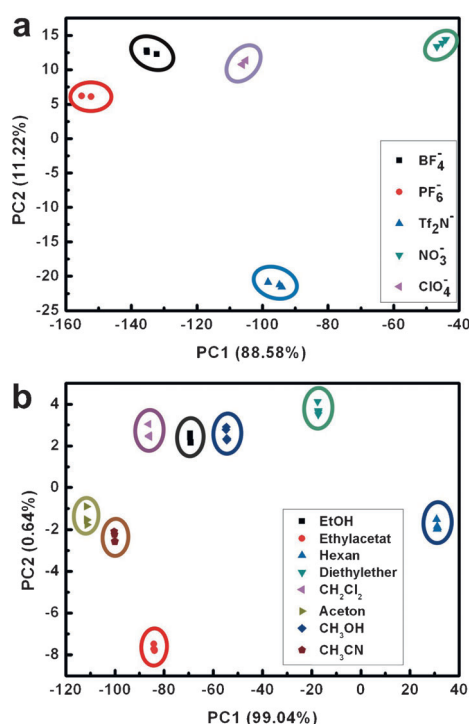 a
15
10
5
0
-5
-10
-15
-20
-25
PC2 (11.22%)
BF₄⁻
PF₆⁻
Tf₂N⁻
NO₃⁻
ClO₄⁻
-160 -140 -120 -100 -80 -60 -40
PC1 (88.58%)
b
4
2
0
-2
-4
-6
-8
PC2 (0.64%)
EtOH
Ethylacetat
Hexan
Diethylether
CH₂Cl₂
Aceton
CH₃OH
CH₃CN
-120 -100 -80 -60 -40 -20 0 20 40
PC1 (99.04%)